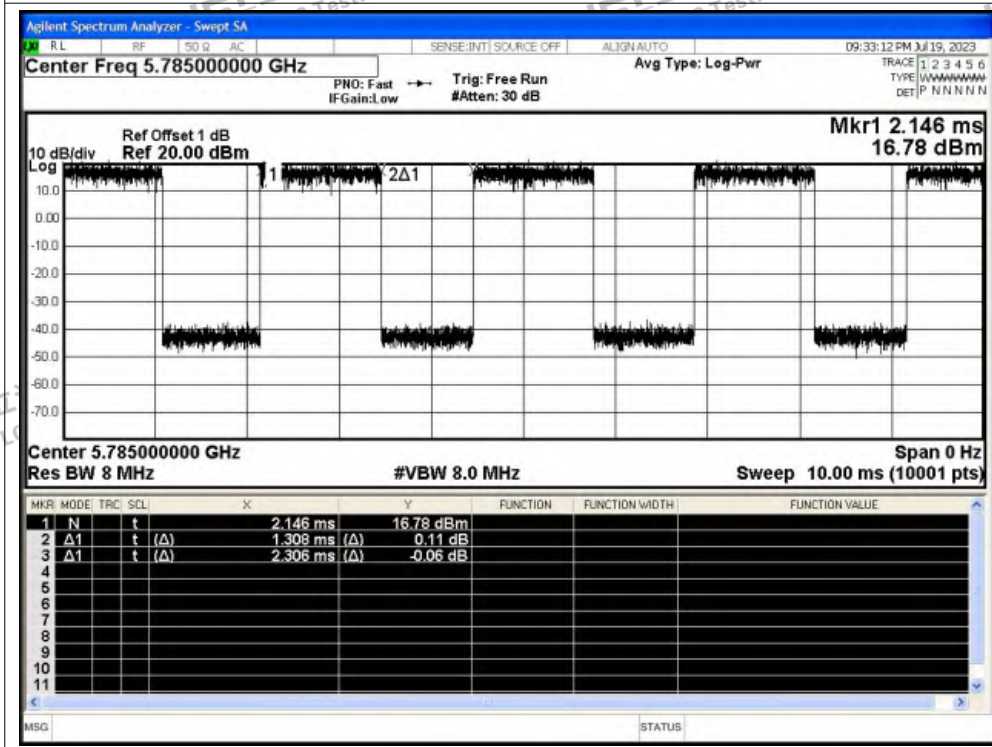 Agilent Spectrum Analyzer - Swept SA
RL RF 50 Ω AC SENSE:INT SOURCE OFF ALIGN AUTO 09:33:12 PM Jul 19, 2023
Center Freq 5.785000000 GHz Avg Type: Log-Pwr TRACE 1 2 3 4 5 6
PNO: Fast Trig: Free Run TYPE WWWWWW
IFGain:Low #Atten: 30 dB DET P N N N N N
Mkr1 2.146 ms
Ref Offset 1 dB
10 dB/div Ref 20.00 dBm 16.78 dBm
Log
1 2Δ1
10.0
0.00
-10.0
-20.0
-30.0
-40.0
-50.0
-60.0
-70.0
Center 5.785000000 GHz Span 0 Hz
Res BW 8 MHz #VBW 8.0 MHz Sweep 10.00 ms (10001 pts)
MKR MODE TRC SCL X Y FUNCTION FUNCTION WIDTH FUNCTION VALUE
1 N t 2.146 ms 16.78 dBm
2 Δ1 t (Δ) 1.308 ms (Δ) 0.11 dB
3 Δ1 t (Δ) 2.306 ms (Δ) -0.06 dB
4
5
6
7
8
9
10
11
MSG STATUS